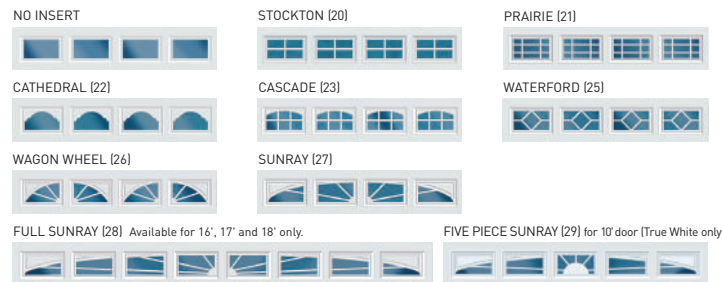 NO INSERT
STOCKTON (20)
PRAIRIE (21)
CATHEDRAL (22)
CASCADE (23)
WATERFORD (25)
WAGON WHEEL (26)
SUNRAY (27)
FULL SUNRAY (28) Available for 16', 17' and 18' only.
FIVE PIECE SUNRAY (29) for 10' door (True White only